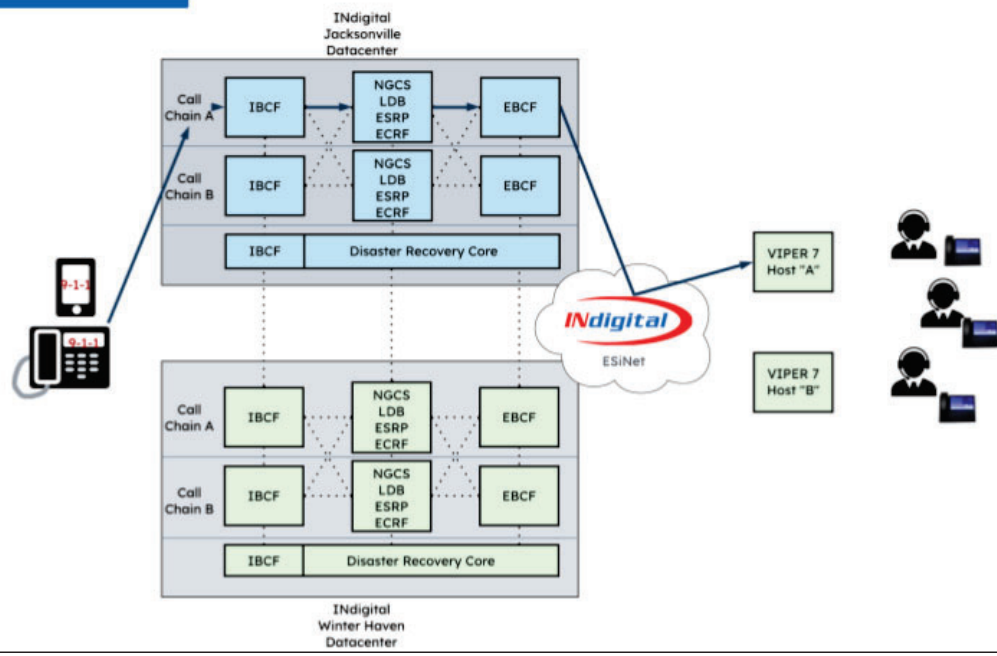 INdigital
Jacksonville
Datacenter
Call
Chain A
IBCF
NGCS
LDB
ESRP
ECRF
EBCF
Call
Chain B
IBCF
NGCS
LDB
ESRP
ECRF
EBCF
IBCF
Disaster Recovery Core
9-1-1
9-1-1
INdigital
ESiNet
VIPER 7
Host "A"
VIPER 7
Host "B"
Call
Chain A
IBCF
NGCS
LDB
ESRP
ECRF
EBCF
Call
Chain B
IBCF
NGCS
LDB
ESRP
ECRF
EBCF
IBCF
Disaster Recovery Core
INdigital
Winter Haven
Datacenter